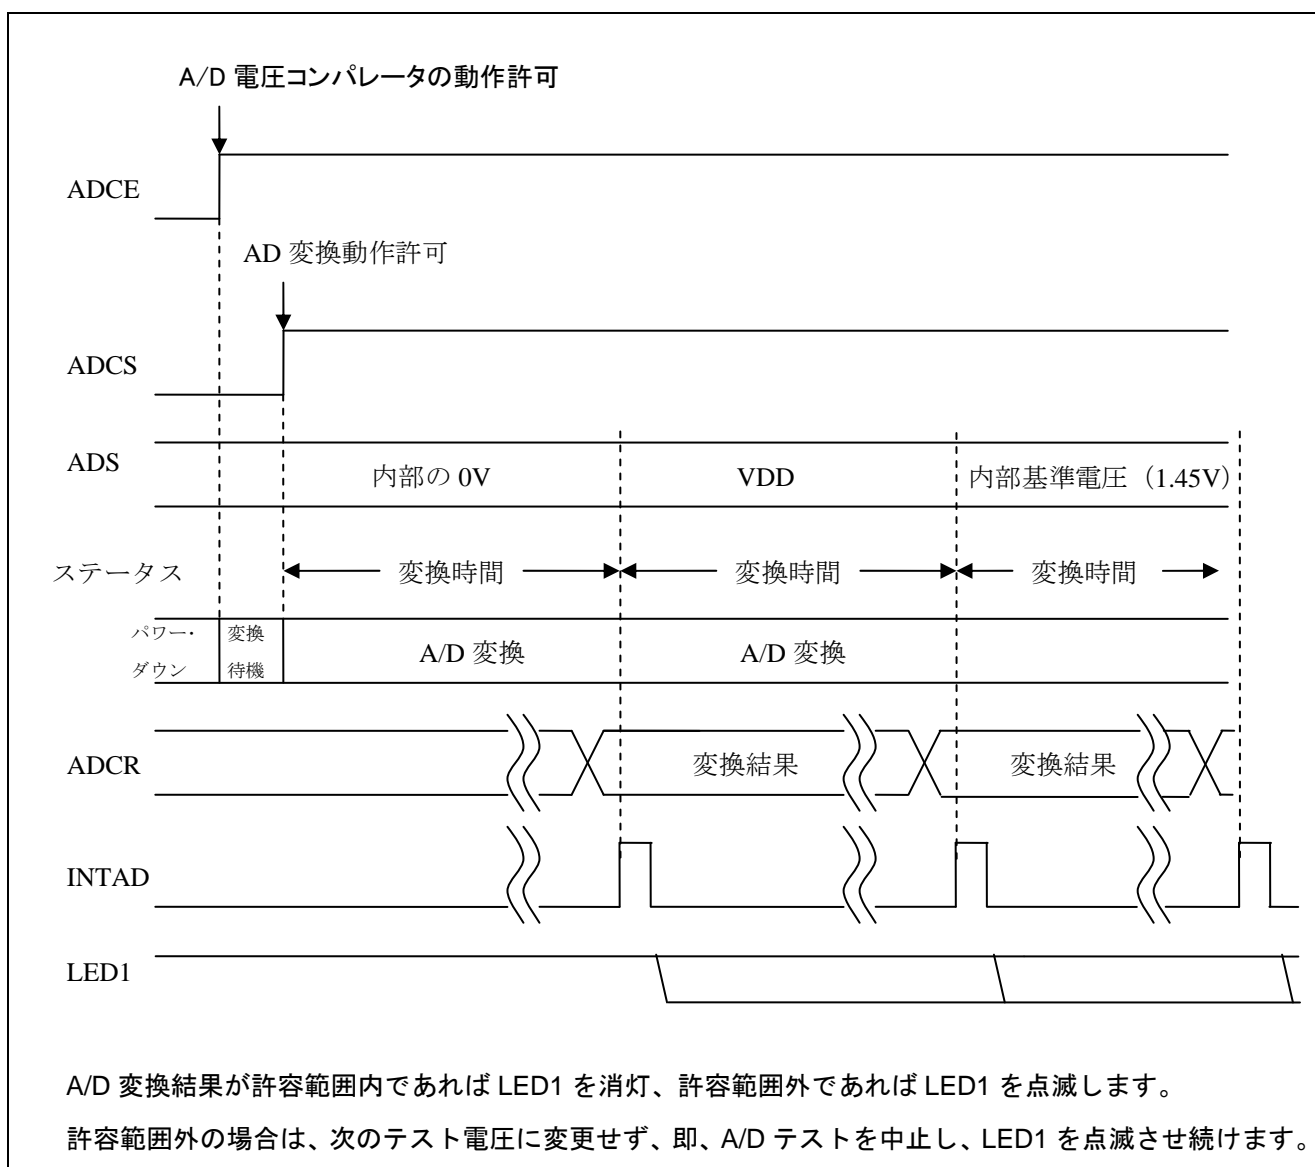 A/D 電圧コンパレータの動作許可
ADCE
AD 変換動作許可
ADCS
ADS
内部の 0V
VDD
内部基準電圧（1.45V）
ステータス
変換時間
変換時間
変換時間
パワー・
ダウン
変換
待機
A/D 変換
A/D 変換
ADCR
変換結果
変換結果
INTAD
LED1
A/D 変換結果が許容範囲内であれば LED1 を消灯、許容範囲外であれば LED1 を点滅します。
許容範囲外の場合は、次のテスト電圧に変更せず、即、A/D テストを中止し、LED1 を点滅させ続けます。